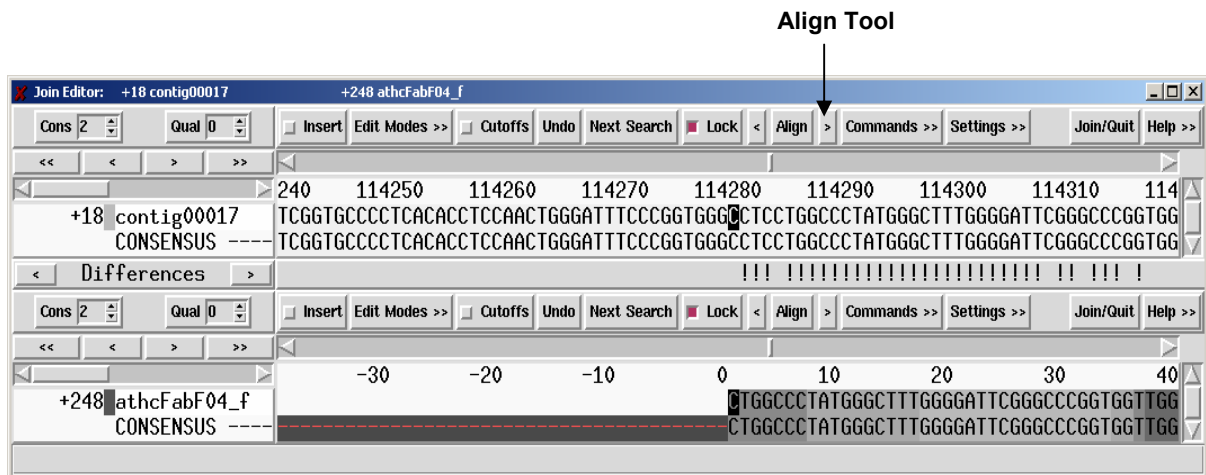 Align Tool
Join Editor: +18 contig00017 +248 athcFabF04_f
Cons 2 Qual 0 Insert Edit Modes >> Cutoffs Undo Next Search Lock < Align > Commands >> Settings >> Join/Quit Help >>
<< < > >>
240 114250 114260 114270 114280 114290 114300 114310 114
+18 contig00017 TCGGTGCCCCTCACACCTCCAACTGGGATTTCCCGGTGGGCCTCCTGGCCCTATGGGCTTTGGGGATTCGGGCCCGGTGG
CONSENSUS ---- TCGGTGCCCCTCACACCTCCAACTGGGATTTCCCGGTGGGCCTCCTGGCCCTATGGGCTTTGGGGATTCGGGCCCGGTGG
< Differences > !!! !!!!!!!!!!!!!!!!!!!!!!! !! !!! !
Cons 2 Qual 0 Insert Edit Modes >> Cutoffs Undo Next Search Lock < Align > Commands >> Settings >> Join/Quit Help >>
<< < > >>
-30 -20 -10 0 10 20 30 40
+248 athcFabF04_f CTGGCCCTATGGGCTTTGGGGATTCGGGCCCGGTGGTTGG
CONSENSUS ---- ----------------------------------------CTGGCCCTATGGGCTTTGGGGATTCGGGCCCGGTGGTTGG